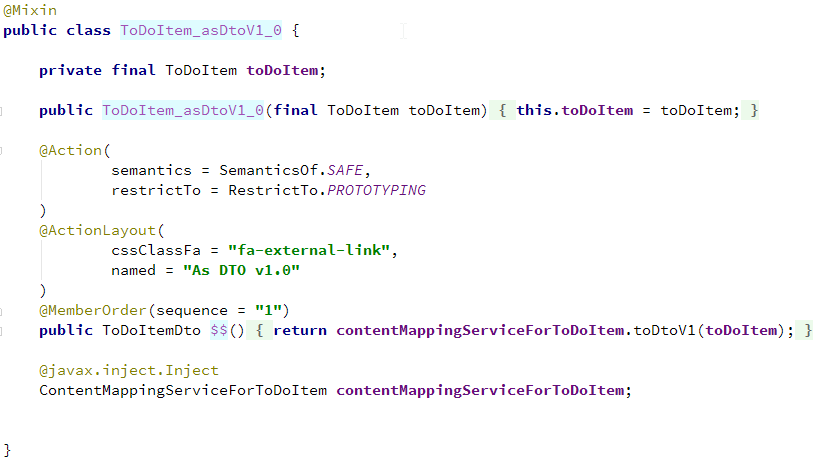 @Mixin
public class ToDoItem_asDtoV1_0 {
private final ToDoItem toDoItem;
public ToDoItem_asDtoV1_0(final ToDoItem toDoItem) { this.toDoItem = toDoItem; }
@Action(
semantics = SemanticsOf.SAFE,
restrictTo = RestrictTo.PROTOTYPING
)
@ActionLayout(
cssClassFa = "fa-external-link",
named = "As DTO v1.0"
)
@MemberOrder(sequence = "1")
public ToDoItemDto $$() { return contentMappingServiceForToDoItem.toDtoV1(toDoItem); }
@javax.inject.Inject
ContentMappingServiceForToDoItem contentMappingServiceForToDoItem;
}